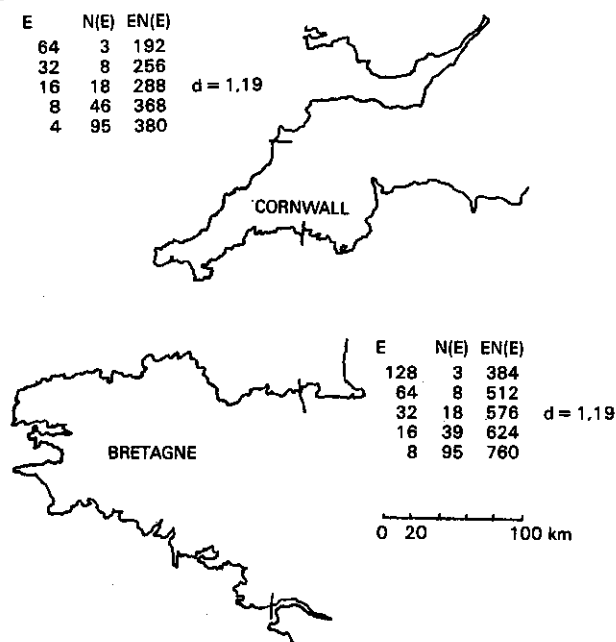 E N(E) EN(E)
64 3 192
32 8 256
16 18 288 d = 1,19
8 46 368
4 95 380
CORNWALL
E N(E) EN(E)
128 3 384
64 8 512
32 18 576 d = 1,19
16 39 624
8 95 760
BRETAGNE
0 20 100 km